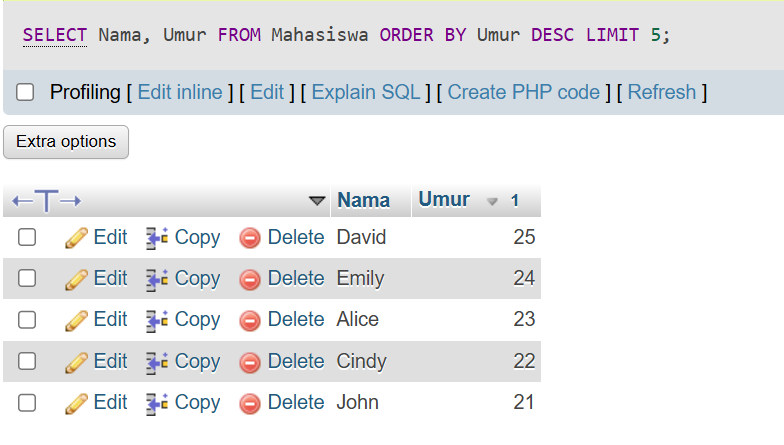 SELECT Nama, Umur FROM Mahasiswa ORDER BY Umur DESC LIMIT 5;
Profiling [ Edit inline ] [ Edit ] [ Explain SQL ] [ Create PHP code ] [ Refresh ]
Extra options
Nama Umur 1
Edit Copy Delete David 25
Edit Copy Delete Emily 24
Edit Copy Delete Alice 23
Edit Copy Delete Cindy 22
Edit Copy Delete John 21